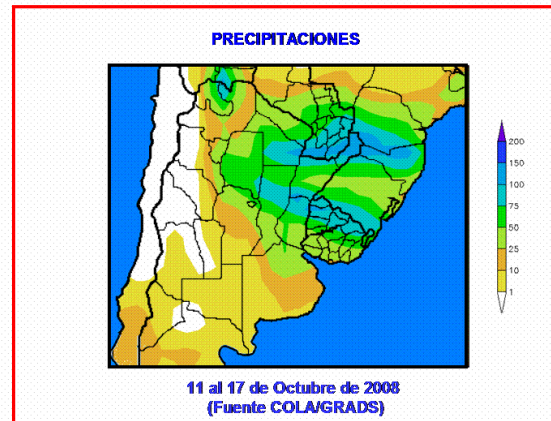 PRECIPITACIONES
200
150
100
75
50
25
10
1
11 al 17 de Octubre de 2008
(Fuente COLA/GRADS)